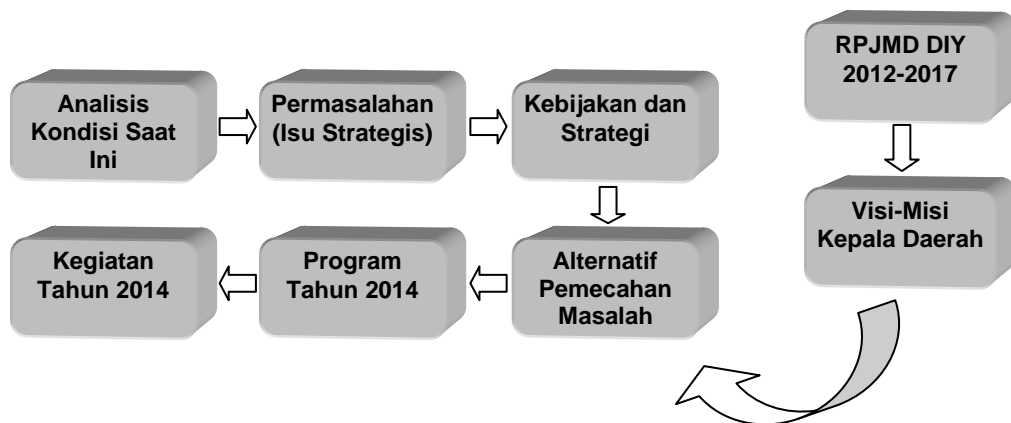 Analisis
Kondisi Saat
Ini
Permasalahan
(Isu Strategis)
Kebijakan dan
Strategi
Alternatif
Pemecahan
Masalah
Program
Tahun 2014
Kegiatan
Tahun 2014
RPJMD DIY
2012-2017
Visi-Misi
Kepala Daerah